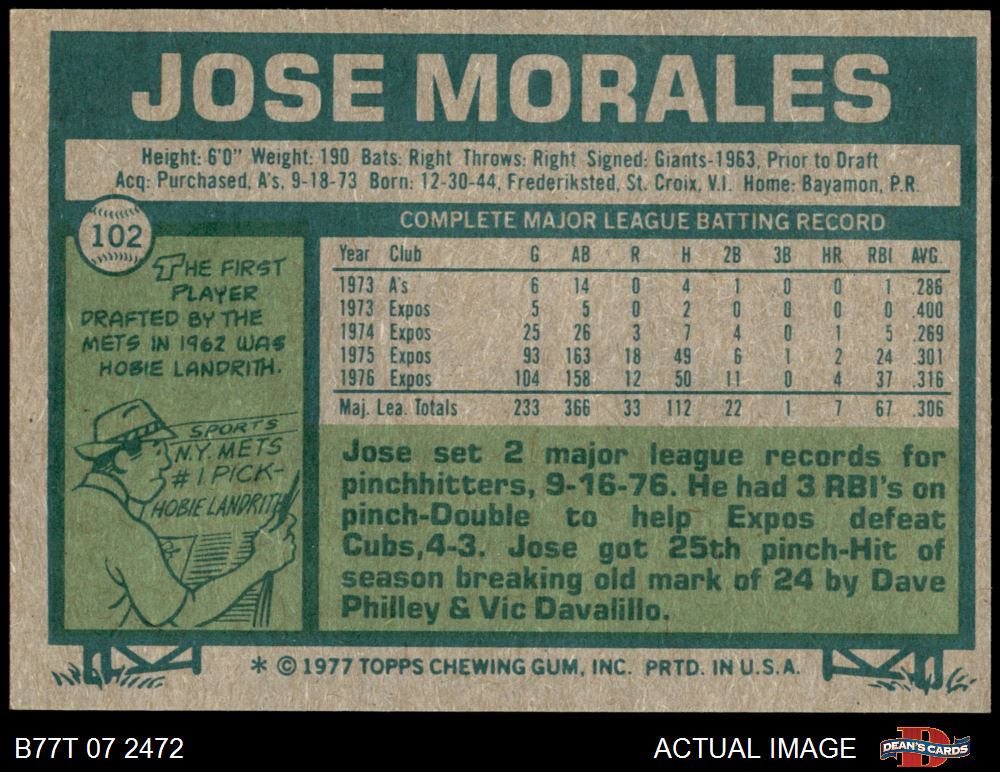 JOSE MORALES
Height: 6'0" Weight: 190 Bats: Right Throws: Right Signed: Giants-1963, Prior to Draft
Acq: Purchased, A's, 9-18-73 Born: 12-30-44, Frederiksted, St. Croix, V.I. Home: Bayamon, P.R.
102
THE FIRST
PLAYER
DRAFTED BY THE
METS IN 1962 WAS
HOBIE LANDRITH.
SPORTS
N.Y. METS
#1 PICK-
HOBIE LANDRITH
COMPLETE MAJOR LEAGUE BATTING RECORD
Year Club G AB R H 2B 3B HR RBI AVG.
1973 A's 6 14 0 4 1 0 0 1 .286
1973 Expos 5 5 0 2 0 0 0 0 .400
1974 Expos 25 26 3 7 4 0 1 5 .269
1975 Expos 93 163 18 49 6 1 2 24 .301
1976 Expos 104 158 12 50 11 0 4 37 .316
Maj. Lea. Totals 233 366 33 112 22 1 7 67 .306
Jose set 2 major league records for
pinchhitters, 9-16-76. He had 3 RBI's on
pinch-Double to help Expos defeat
Cubs,4-3. Jose got 25th pinch-Hit of
season breaking old mark of 24 by Dave
Philley & Vic Davalillo.
* © 1977 TOPPS CHEWING GUM, INC. PRTD. IN U.S.A.
B77T 07 2472
ACTUAL IMAGE
D
DEAN'S CARDS